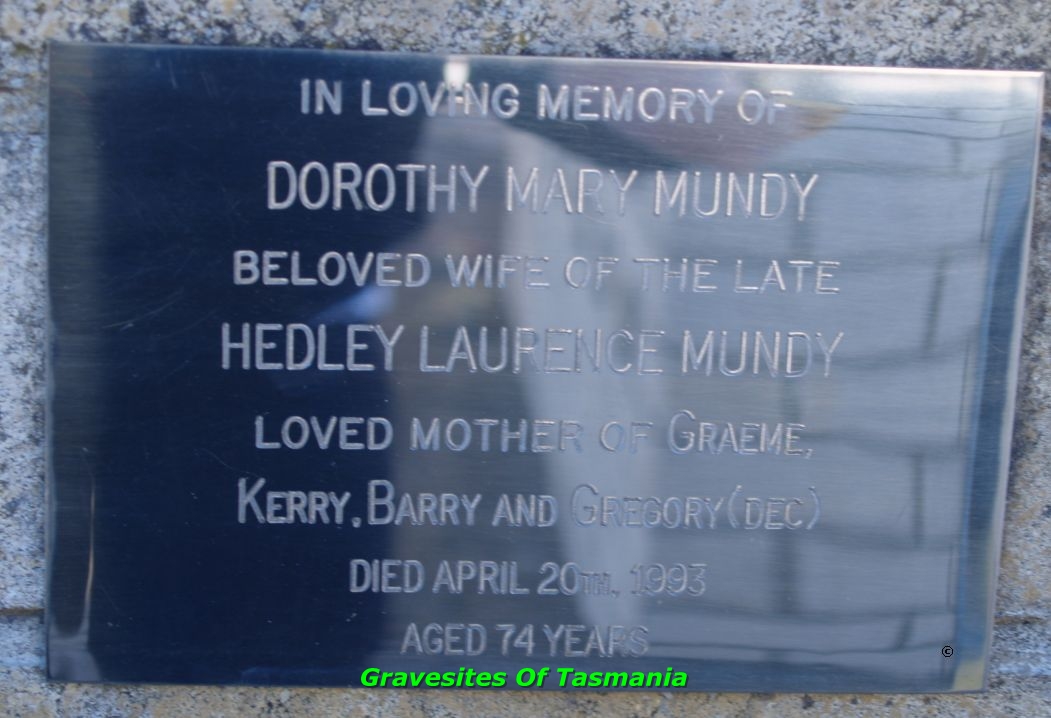 IN LOVING MEMORY OF
DOROTHY MARY MUNDY
BELOVED WIFE OF THE LATE
HEDLEY LAURENCE MUNDY
LOVED MOTHER OF GRAEME,
KERRY, BARRY AND GREGORY (DEC)
DIED APRIL 20TH, 1993
AGED 74 YEARS
©
Gravesites Of Tasmania